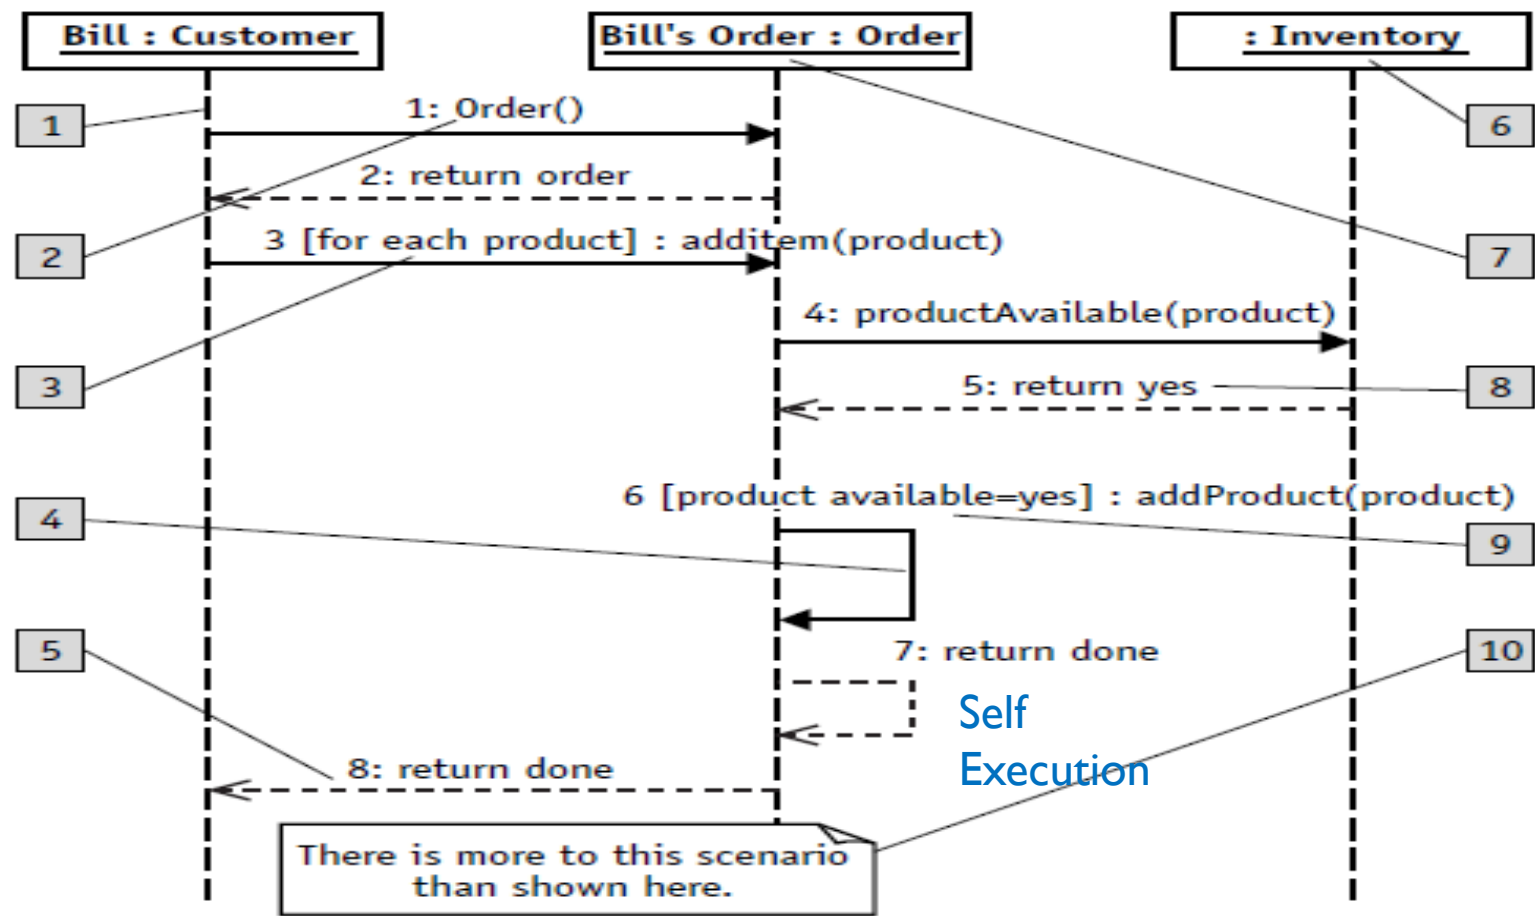 Bill : Customer
Bill's Order : Order
: Inventory
1
1: Order()
6
2: return order
2
3 [for each product] : additem(product)
7
4: productAvailable(product)
3
5: return yes
8
6 [product available=yes] : addProduct(product)
4
9
5
7: return done
10
Self
Execution
8: return done
There is more to this scenario
than shown here.